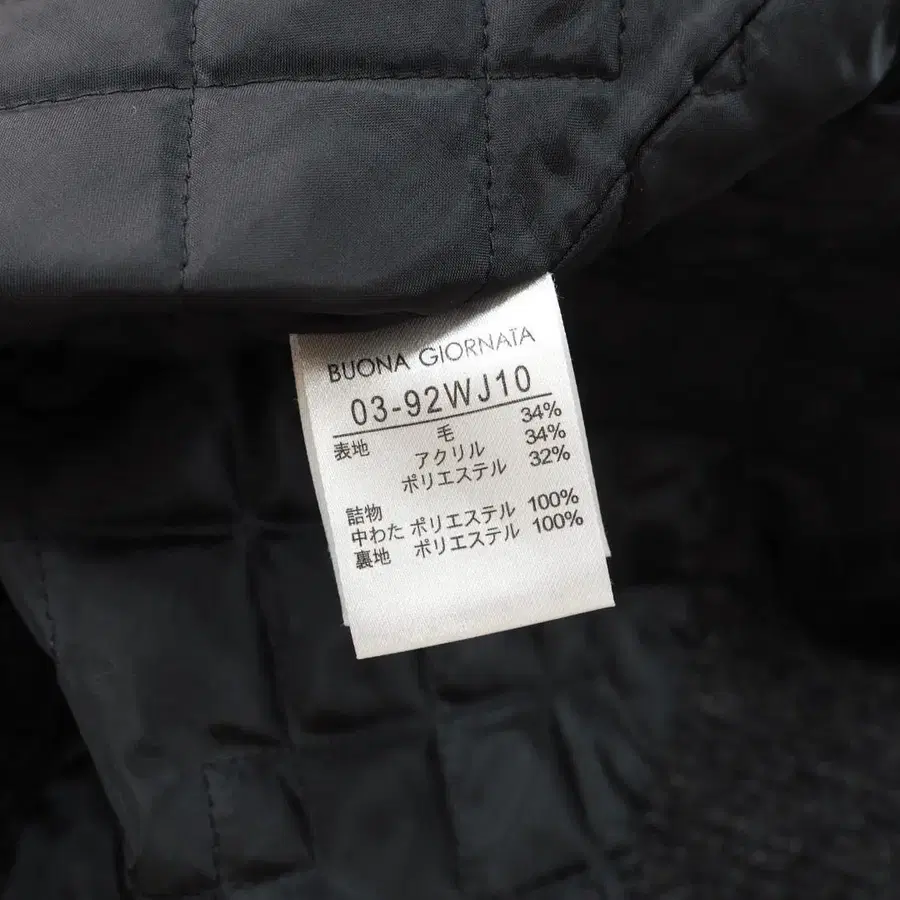 BUONA GIORNATA
03-92WJ10
表地 毛 34%
アクリル 34%
ポリエステル 32%
詰物
中わた ポリエステル 100%
裏地 ポリエステル 100%